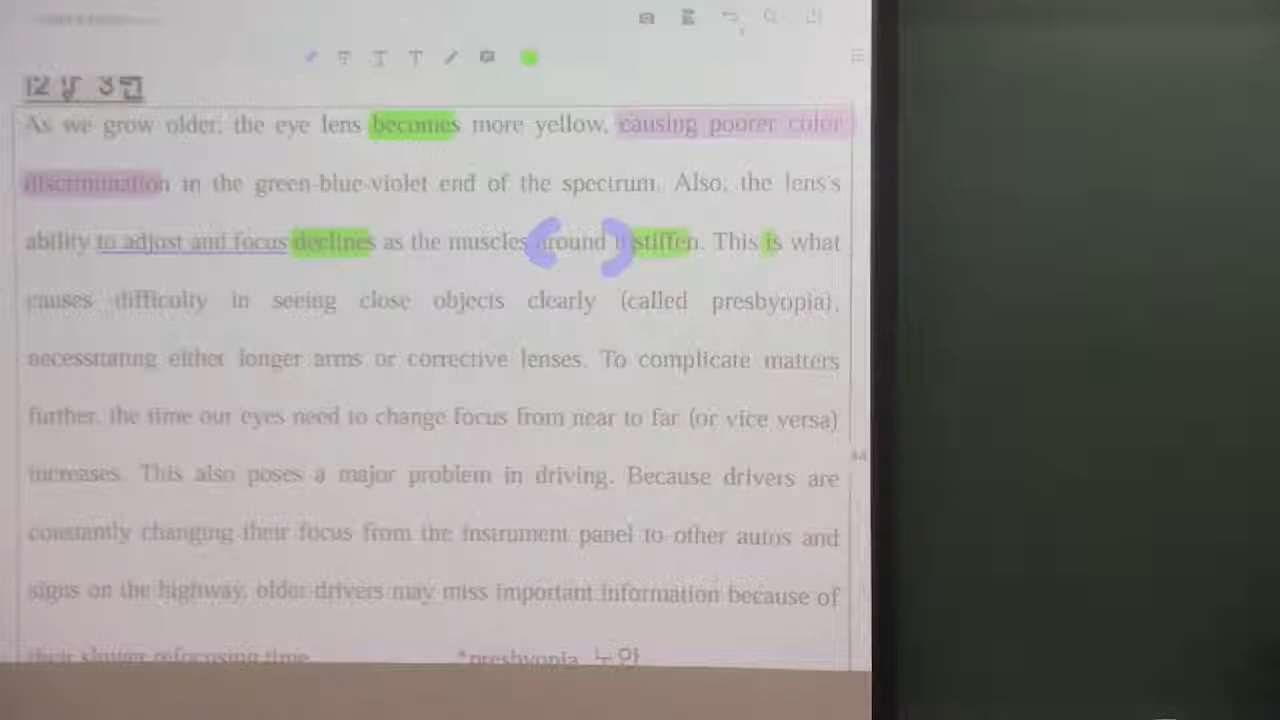 12강 3번
As we grow older, the eye lens becomes more yellow, causing poorer color
discrimination in the green-blue-violet end of the spectrum. Also, the lens's
ability to adjust and focus declines as the muscles around it stiffen. This is what
causes difficulty in seeing close objects clearly (called presbyopia),
necessitating either longer arms or corrective lenses. To complicate matters
further, the time our eyes need to change focus from near to far (or vice versa)
increases. This also poses a major problem in driving. Because drivers are
constantly changing their focus from the instrument panel to other autos and
signs on the highway, older drivers may miss important information because of
their slower refocusing time. *presbyopia 노안